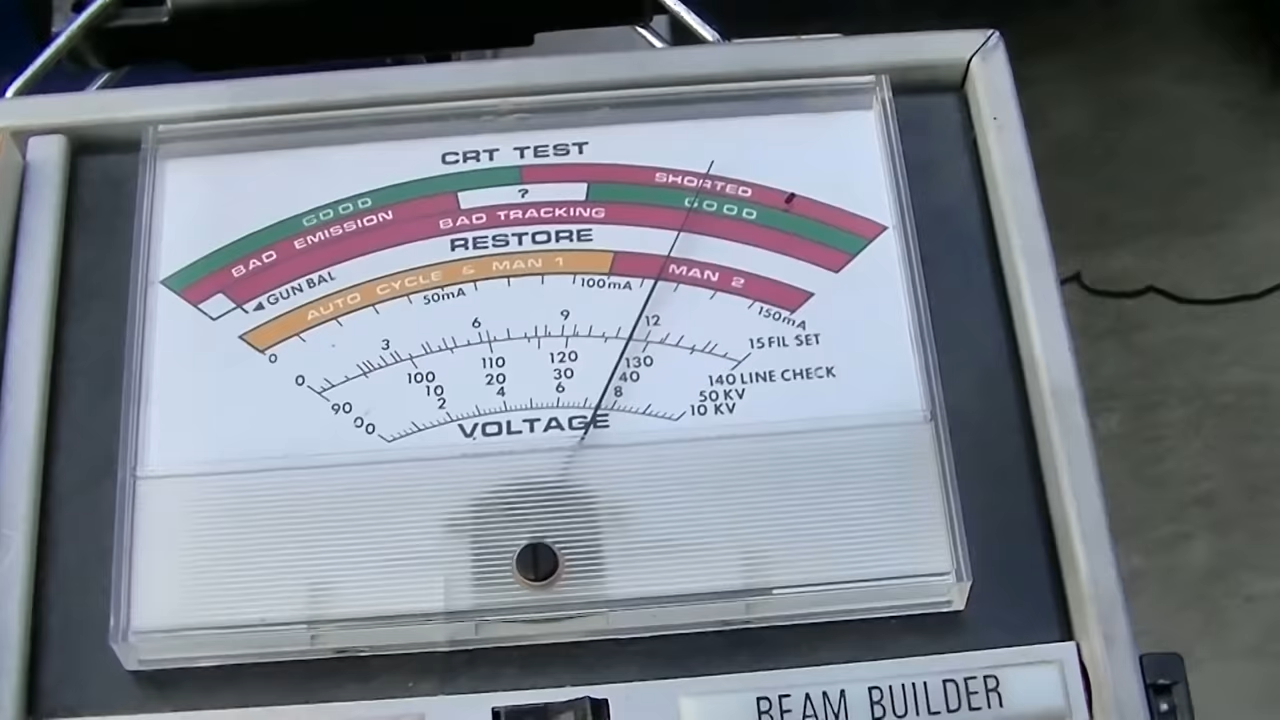 CRT TEST
GOOD SHORTED
BAD EMISSION ? GOOD
BAD TRACKING
RESTORE
GUN BAL
AUTO CYCLE & MAN 1 MAN 2
0 50mA 100mA 150mA
0 3 6 9 12 15 FIL SET
90 100 110 120 130 140 LINE CHECK
0 10 20 30 40 50 KV
0 2 4 6 8 10 KV
VOLTAGE
BEAM BUILDER